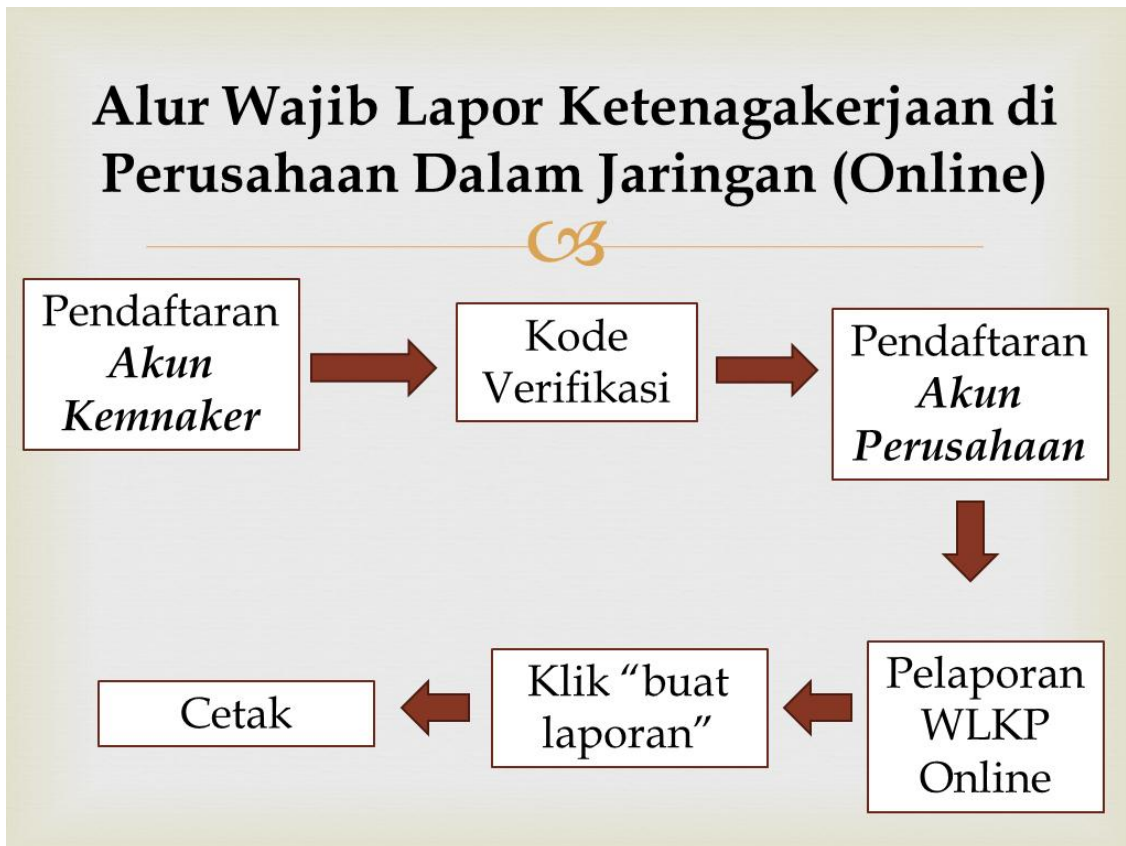 Alur Wajib Lapor Ketenagakerjaan di
Perusahaan Dalam Jaringan (Online)
Pendaftaran
Akun
Kemnaker
Kode
Verifikasi
Pendaftaran
Akun
Perusahaan
Pelaporan
WLKP
Online
Klik “buat
laporan”
Cetak